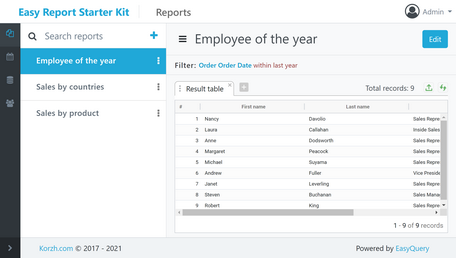 Easy Report Starter Kit Reports Admin
Search reports +
Employee of the year
Sales by countries
Sales by product
Employee of the year Edit
Filter: Order Order Date within last year
Result table × + Total records: 9
# First name Last name
1 Nancy Davolio Sales Repre
2 Laura Callahan Inside Sales
3 Anne Dodsworth Sales Repre
4 Margaret Peacock Sales Repre
5 Michael Suyama Sales Repre
6 Andrew Fuller Vice Preside
7 Janet Leverling Sales Repre
8 Steven Buchanan Sales Mana
9 Robert King Sales Repre
1 - 9 of 9 records
Korzh.com © 2017 - 2021 Powered by EasyQuery